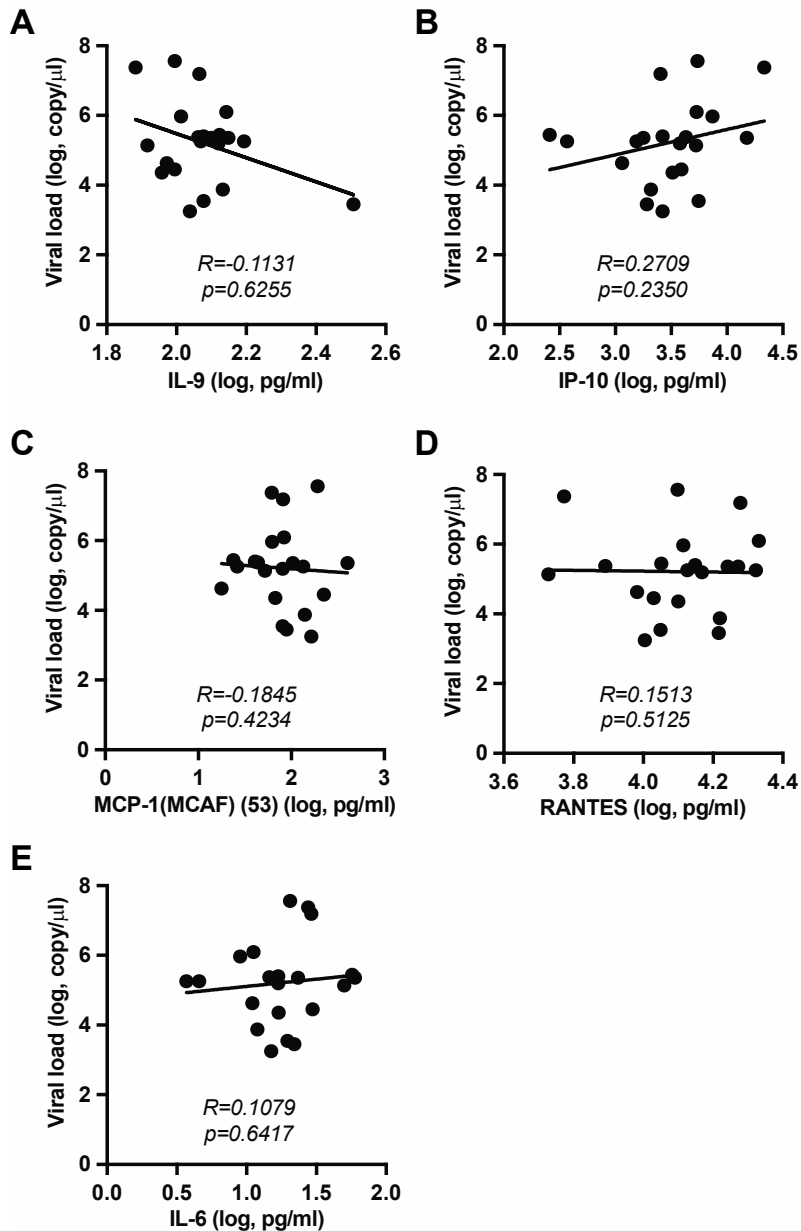 A
Viral load (log, copy/μl)
8
6
4
2
0
R=-0.1131
p=0.6255
1.8 2.0 2.2 2.4 2.6
IL-9 (log, pg/ml)
B
Viral load (log, copy/μl)
8
6
4
2
0
R=0.2709
p=0.2350
2.0 2.5 3.0 3.5 4.0 4.5
IP-10 (log, pg/ml)
C
Viral load (log, copy/μl)
8
6
4
2
0
R=-0.1845
p=0.4234
0 1 2 3
MCP-1(MCAF) (53) (log, pg/ml)
D
Viral load (log, copy/μl)
8
6
4
2
0
R=0.1513
p=0.5125
3.6 3.8 4.0 4.2 4.4
RANTES (log, pg/ml)
E
Viral load (log, copy/μl)
8
6
4
2
0
R=0.1079
p=0.6417
0.0 0.5 1.0 1.5 2.0
IL-6 (log, pg/ml)